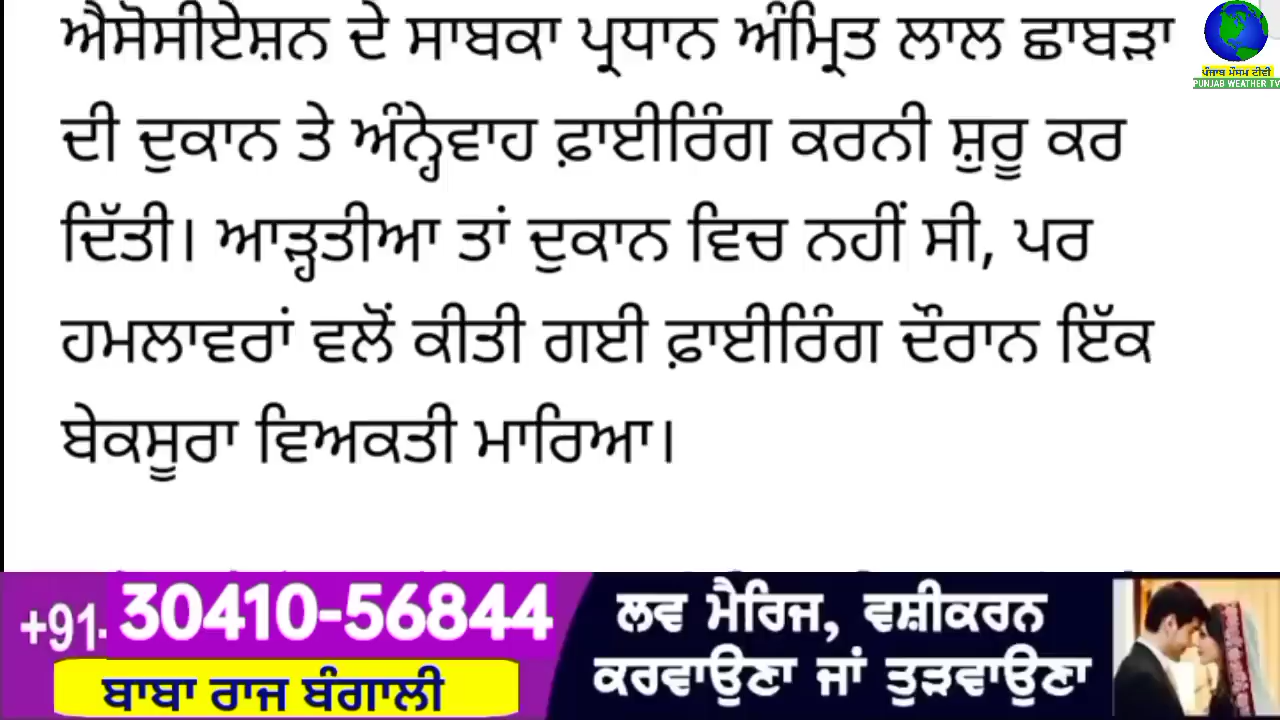 ਐਸੋਸੀਏਸ਼ਨ ਦੇ ਸਾਬਕਾ ਪ੍ਰਧਾਨ ਅੰਮ੍ਰਿਤ ਲਾਲ ਛਾਬੜਾ
ਦੀ ਦੁਕਾਨ ਤੇ ਅੰਨ੍ਹੇਵਾਹ ਫ਼ਾਈਰਿੰਗ ਕਰਨੀ ਸ਼ੁਰੂ ਕਰ
ਦਿੱਤੀ। ਆੜ੍ਹਤੀਆ ਤਾਂ ਦੁਕਾਨ ਵਿਚ ਨਹੀਂ ਸੀ, ਪਰ
ਹਮਲਾਵਰਾਂ ਵਲੋਂ ਕੀਤੀ ਗਈ ਫ਼ਾਈਰਿੰਗ ਦੌਰਾਨ ਇੱਕ
ਬੇਕਸੂਰਾ ਵਿਅਕਤੀ ਮਾਰਿਆ।
ਪੰਜਾਬ ਮੌਸਮ ਟੀਵੀ
PUNJAB WEATHER TV
+91- 30410-56844
ਬਾਬਾ ਰਾਜ ਬੰਗਾਲੀ
ਲਵ ਮੈਰਿਜ, ਵਸ਼ੀਕਰਨ
ਕਰਵਾਉਣਾ ਜਾਂ ਤੁੜਵਾਉਣਾ